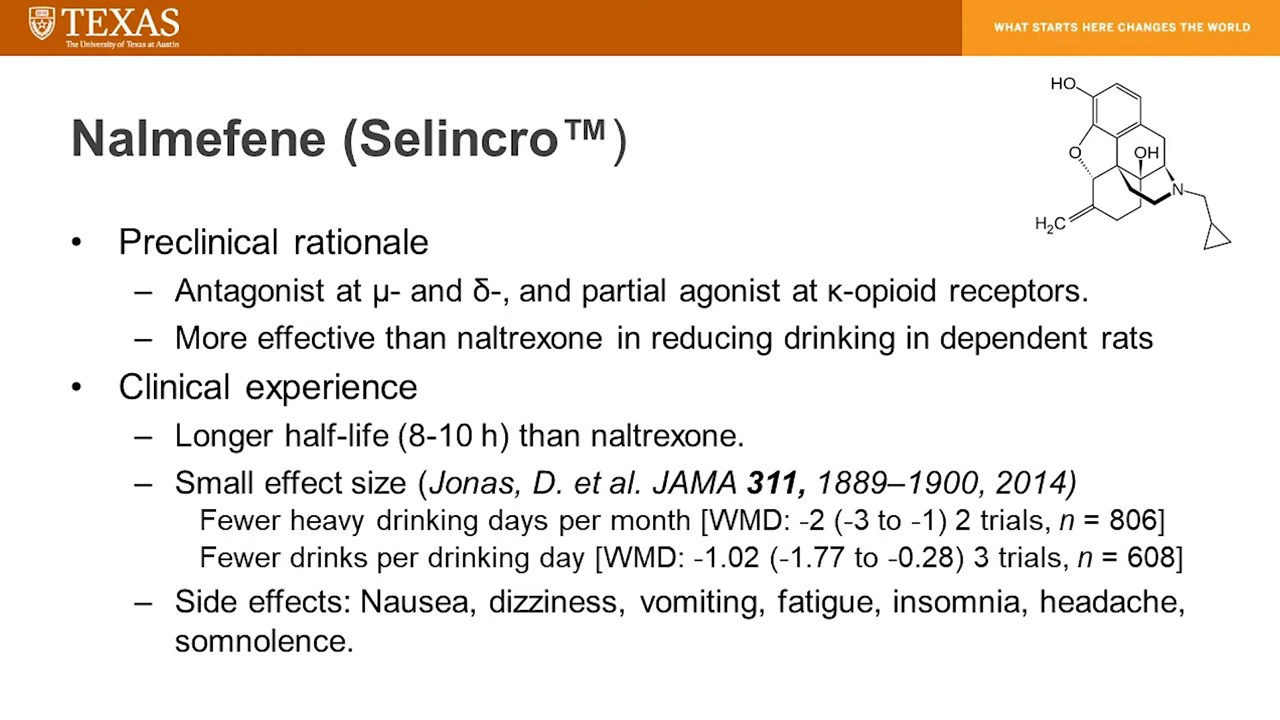 TEXAS
The University of Texas at Austin
WHAT STARTS HERE CHANGES THE WORLD
Nalmefene (Selincro™)
HO
O
OH
N
H₂C
• Preclinical rationale
– Antagonist at μ- and δ-, and partial agonist at κ-opioid receptors.
– More effective than naltrexone in reducing drinking in dependent rats
• Clinical experience
– Longer half-life (8-10 h) than naltrexone.
– Small effect size (Jonas, D. et al. JAMA 311, 1889–1900, 2014)
Fewer heavy drinking days per month [WMD: -2 (-3 to -1) 2 trials, n = 806]
Fewer drinks per drinking day [WMD: -1.02 (-1.77 to -0.28) 3 trials, n = 608]
– Side effects: Nausea, dizziness, vomiting, fatigue, insomnia, headache,
somnolence.